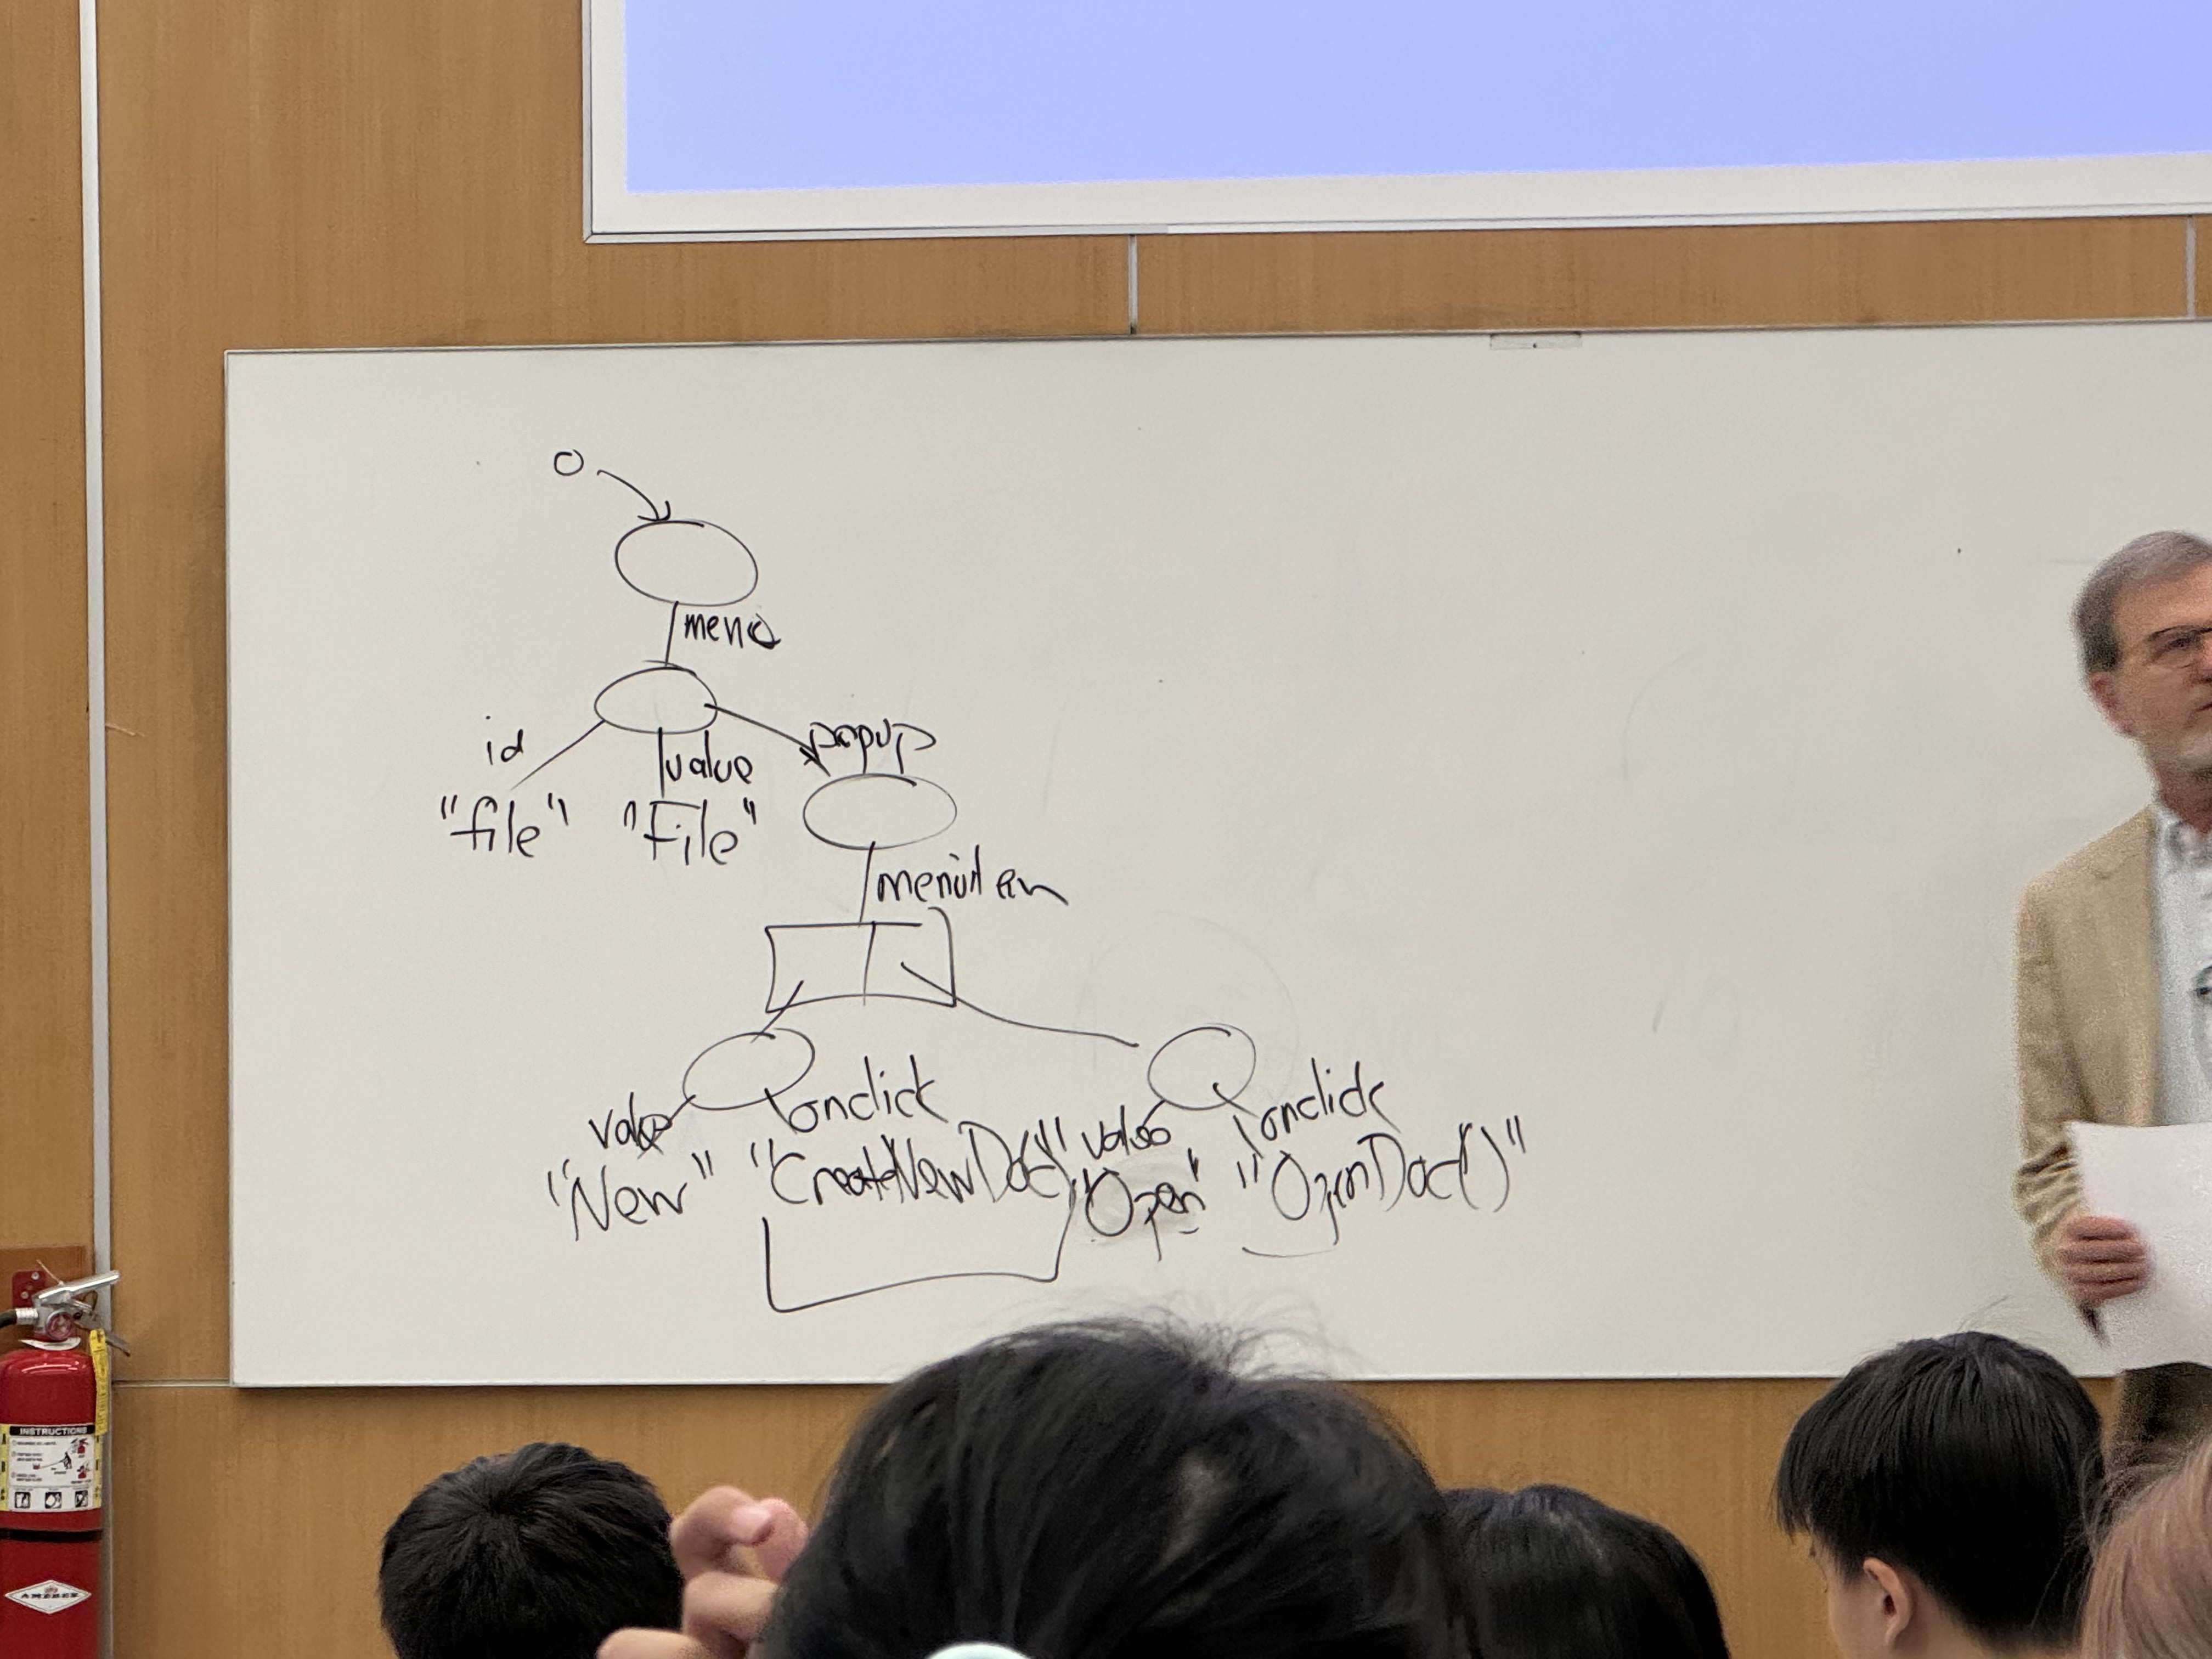 o
menu
id
value
popup
"file"
"File"
menuitem
value
onclick
value
onclick
"New"
"CreateNewDoc()"
"Open"
"OpenDoc()"
INSTRUCTIONS
AMEREX